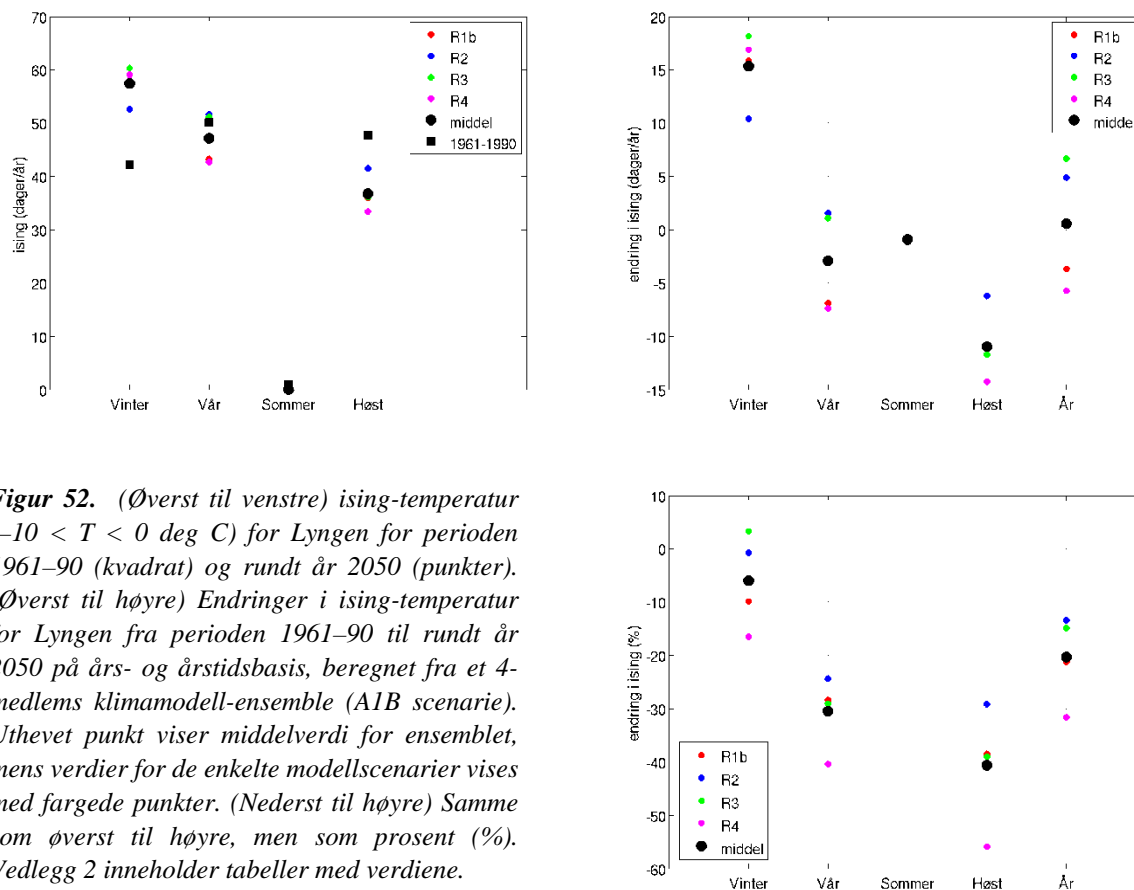 70
60
50
40
30
20
10
0
ising (dager/år)
Vinter Vår Sommer Høst
R1b
R2
R3
R4
middel
1961-1990
20
15
10
5
0
-5
-10
-15
endring i ising (dager/år)
Vinter Vår Sommer Høst År
R1b
R2
R3
R4
midde
Figur 52. (Øverst til venstre) ising-temperatur
–10 < T < 0 deg C) for Lyngen for perioden
1961–90 (kvadrat) og rundt år 2050 (punkter).
Øverst til høyre) Endringer i ising-temperatur
for Lyngen fra perioden 1961–90 til rundt år
2050 på års- og årstidsbasis, beregnet fra et 4-
medlems klimamodell-ensemble (A1B scenarie).
Uthevet punkt viser middelverdi for ensemblet,
mens verdier for de enkelte modellscenarier vises
med fargede punkter. (Nederst til høyre) Samme
som øverst til høyre, men som prosent (%).
Vedlegg 2 inneholder tabeller med verdiene.
10
0
-10
-20
-30
-40
-50
-60
endring i ising (%)
R1b
R2
R3
R4
middel
Vinter Vår Sommer Høst År